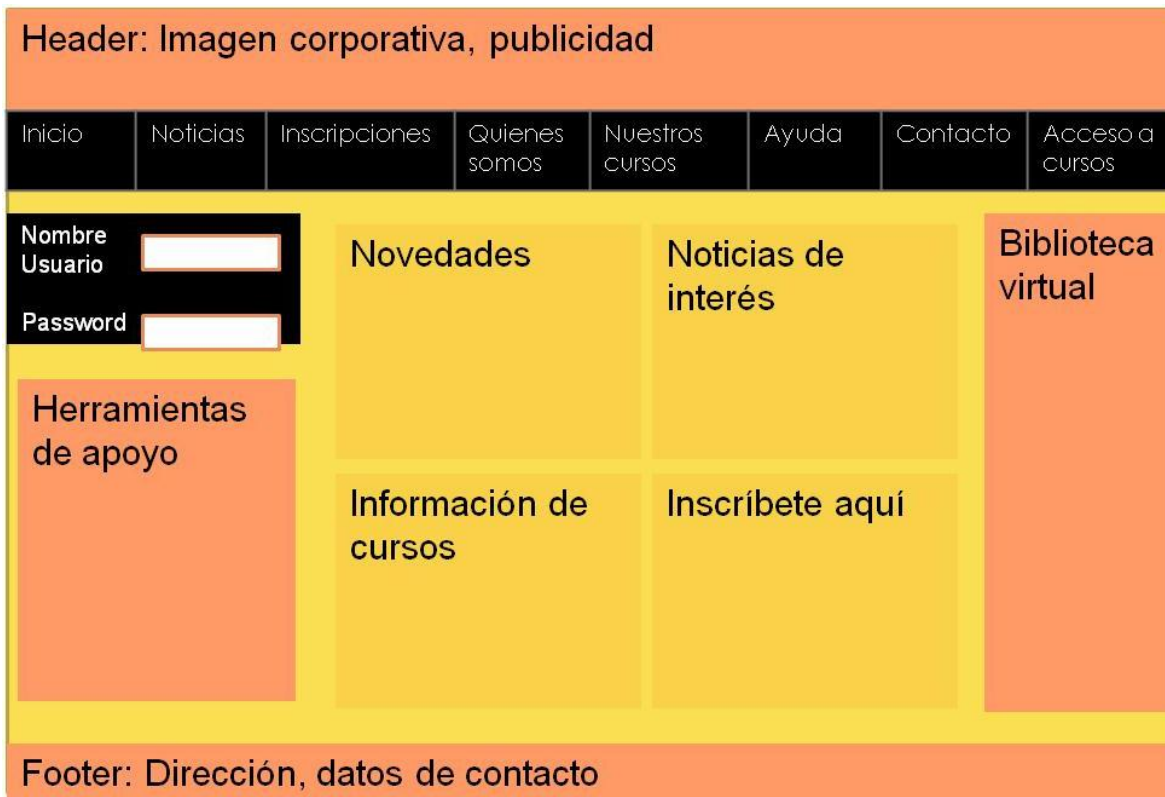 Header: Imagen corporativa, publicidad
Inicio
Noticias
Inscripciones
Quienes
somos
Nuestros
cursos
Ayuda
Contacto
Acceso a
cursos
Nombre
Usuario
Password
Herramientas
de apoyo
Novedades
Noticias de
interés
Información de
cursos
Inscríbete aquí
Biblioteca
virtual
Footer: Dirección, datos de contacto